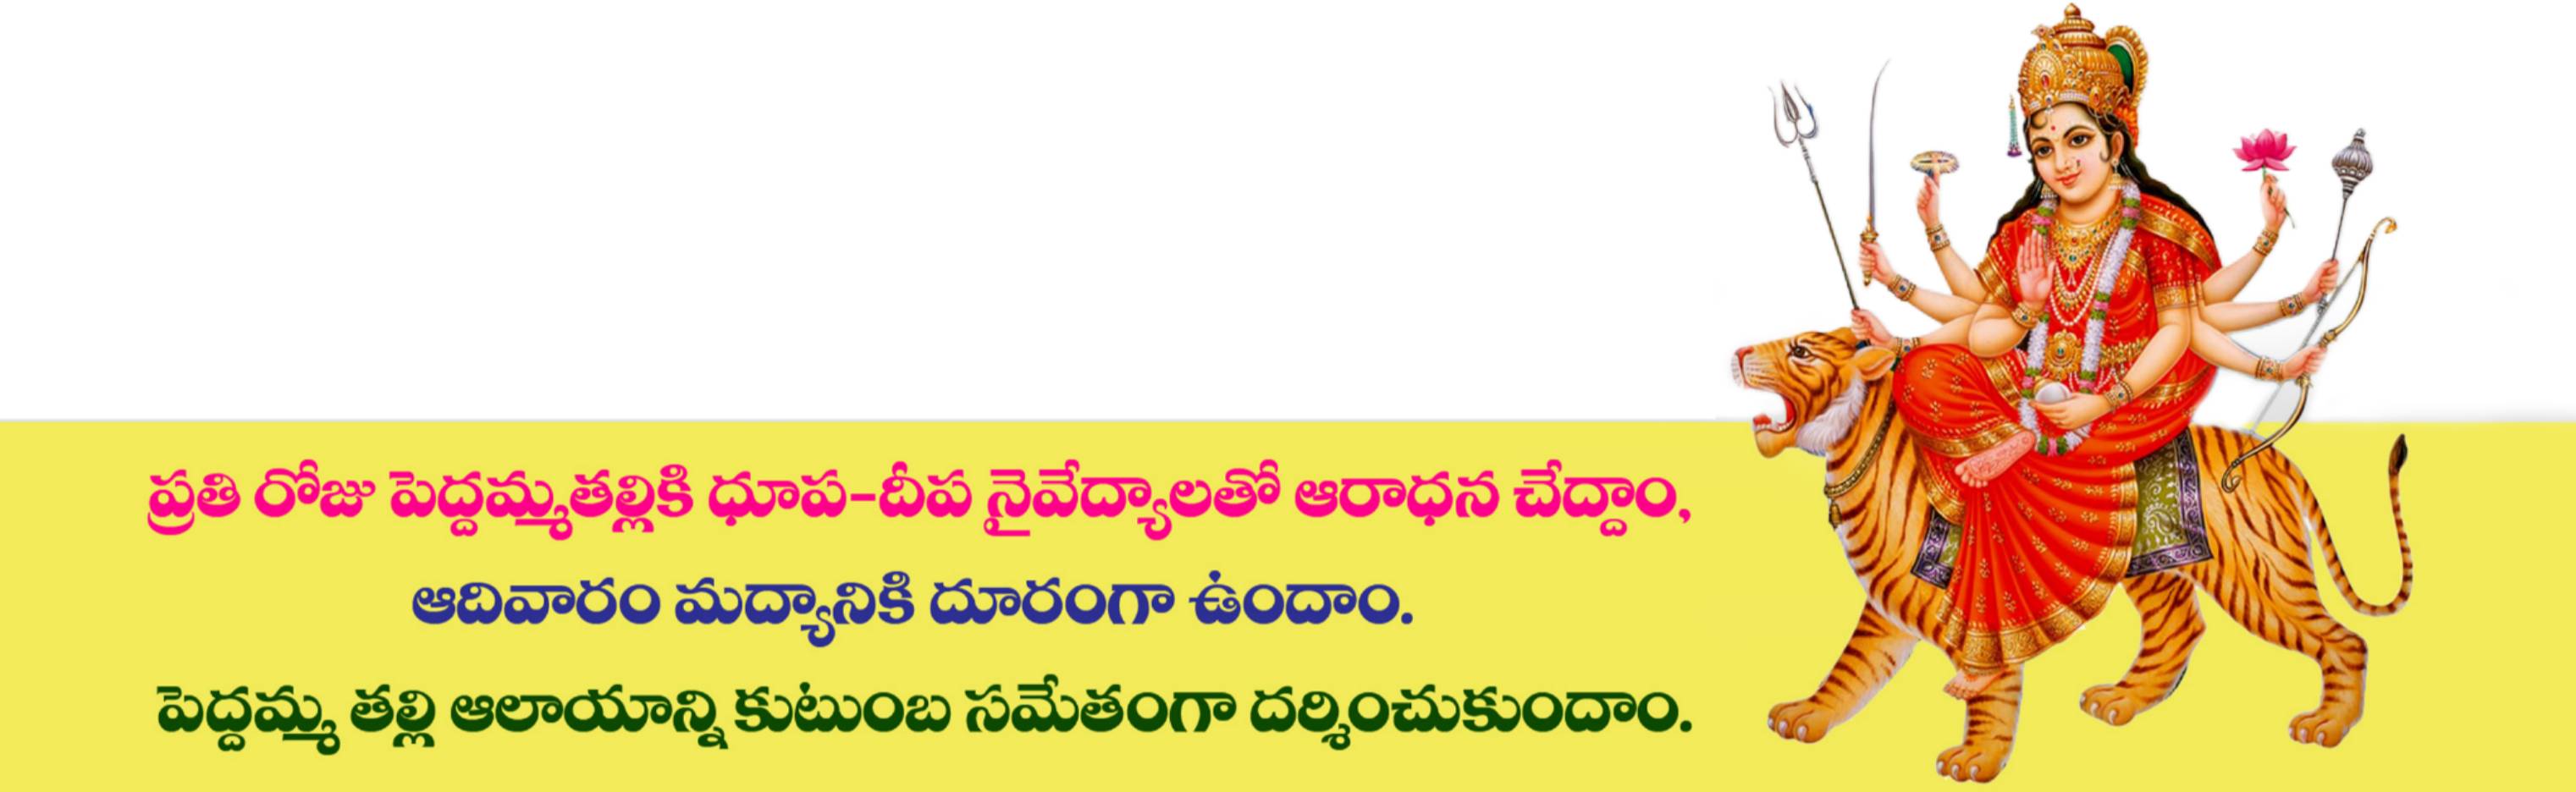 ప్రతి రోజు పెద్దమ్మతల్లికి ధూప-దీప నైవేద్యాలతో ఆరాధన చేద్దాం,
ఆదివారం మద్యానికి దూరంగా ఉందాం.
పెద్దమ్మ తల్లి ఆలాయాన్ని కుటుంబ సమేతంగా దర్శించుకుందాం.